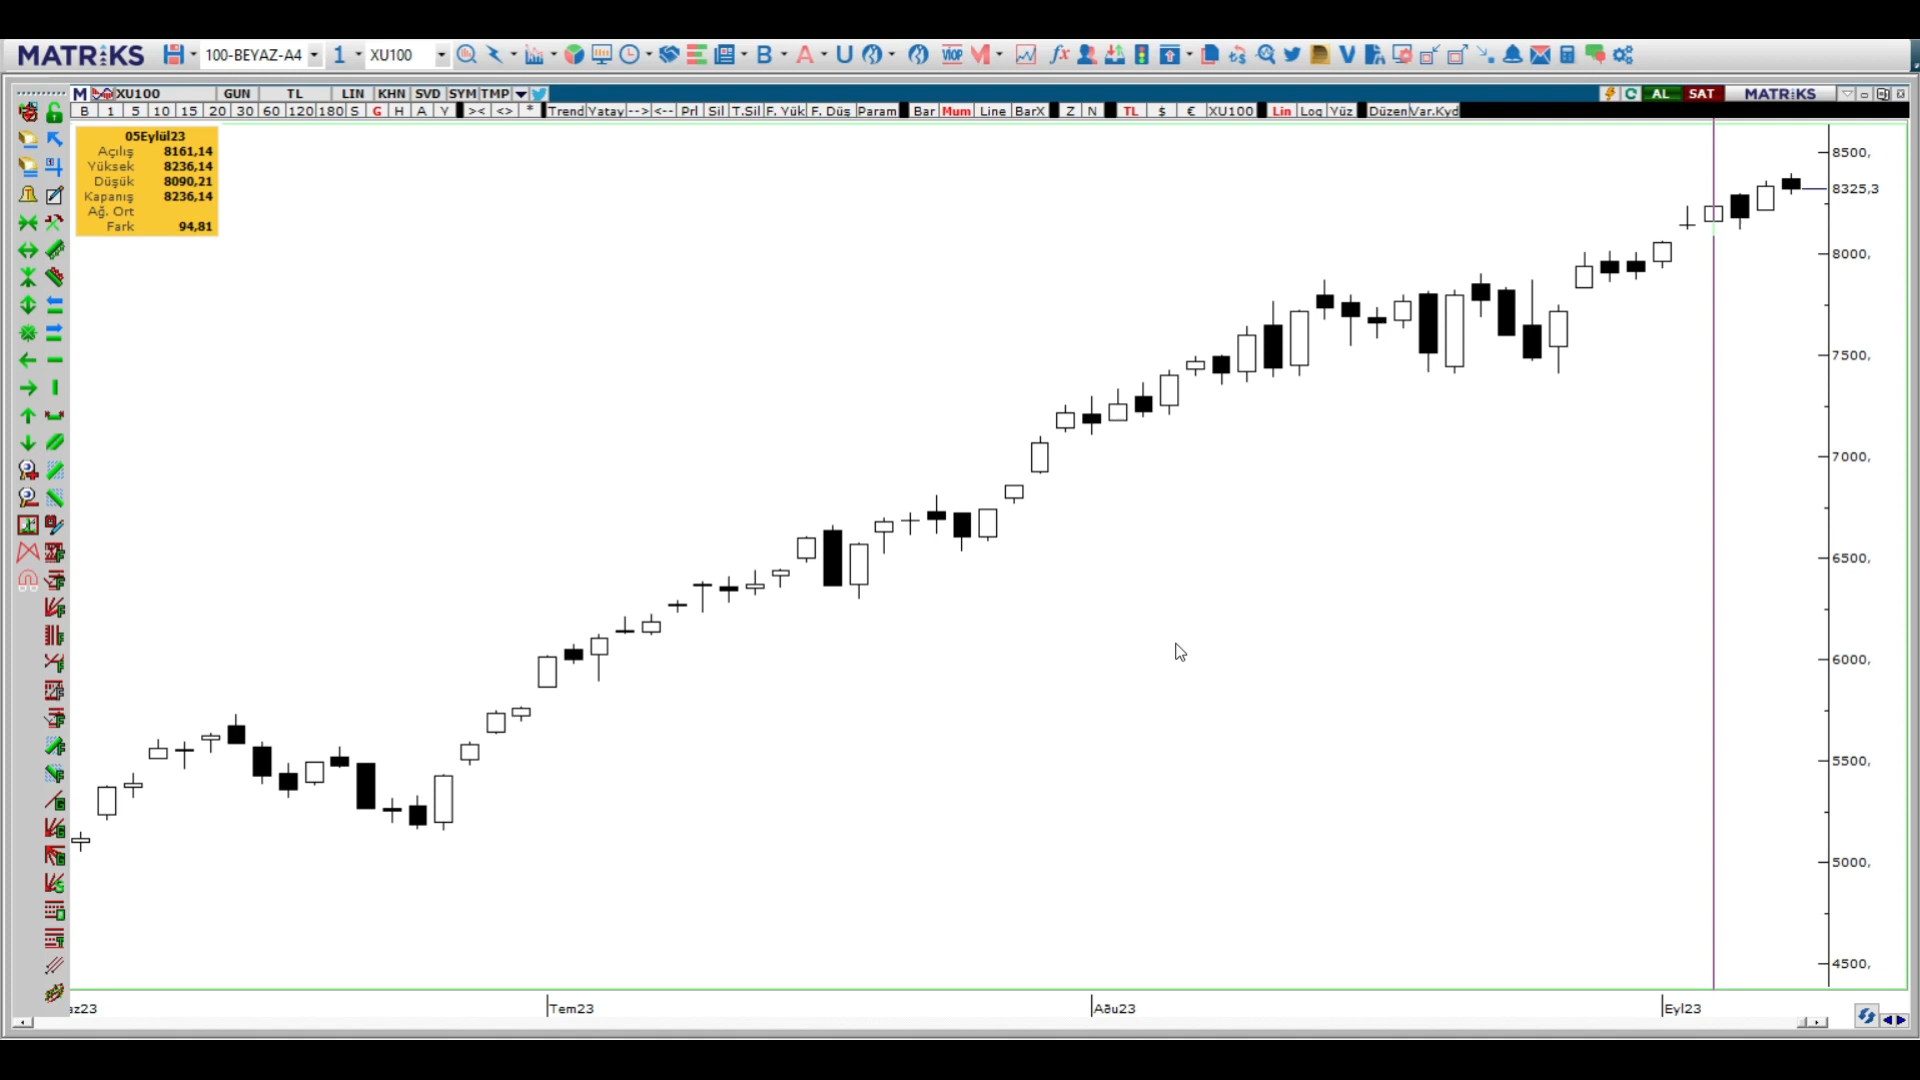 MATRiKS 100-BEYAZ-A4 1 XU100 B A U VIOP M fx V
M XU100 GUN TL LIN KHN SVD SYM TMP AL SAT MATRiKS
B 1 5 10 15 20 30 60 120 180 S G H A Y >< <> * Trend Yatay --> <-- Prl Sil T.Sil F. Yük F. Düş Param Bar Mum Line BarX Z N TL $ € XU100 Lin Log Yüz Düzen Var.Kyd
05Eylül23
Açılış 8161,14
Yüksek 8236,14
Düşük 8090,21
Kapanış 8236,14
Ağ. Ort
Fark 94,81
8500,
8325,3
8000,
7500,
7000,
6500,
6000,
5500,
5000,
4500,
az23 Tem23 Ağu23 Eyl23